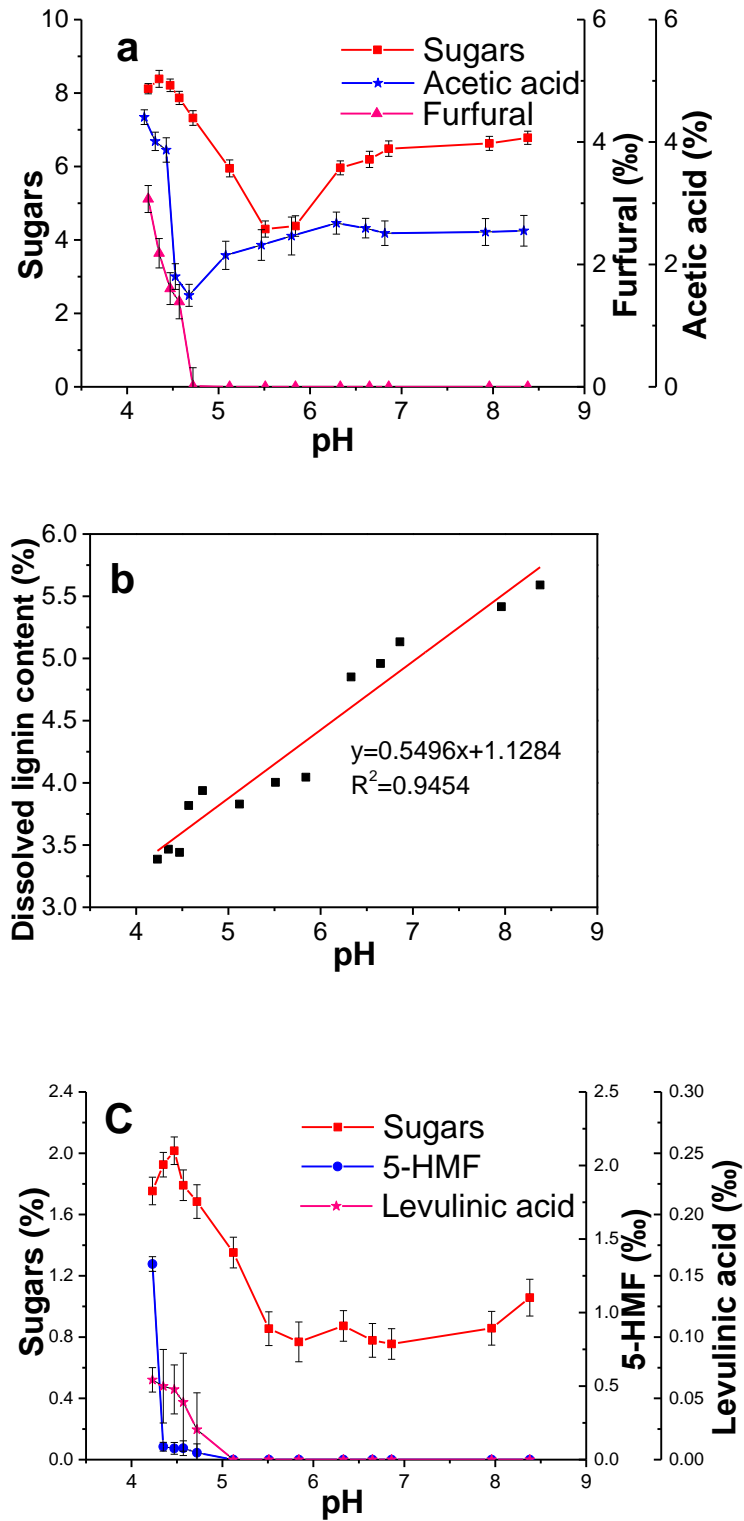 a
Sugars
Acetic acid
Furfural
10
8
6
4
2
0
6
4
2
0
6
4
2
0
Sugars
Furfural (‰)
Acetic acid (%)
4 5 6 7 8 9
pH
b
6.0
5.5
5.0
4.5
4.0
3.5
3.0
Dissolved lignin content (%)
y=0.5496x+1.1284
R²=0.9454
4 5 6 7 8 9
pH
C
Sugars
5-HMF
Levulinic acid
2.4
2.0
1.6
1.2
0.8
0.4
0.0
2.5
2.0
1.5
1.0
0.5
0.0
0.30
0.25
0.20
0.15
0.10
0.05
0.00
Sugars (%)
5-HMF (‰)
Levulinic acid (‰)
4 5 6 7 8 9
pH